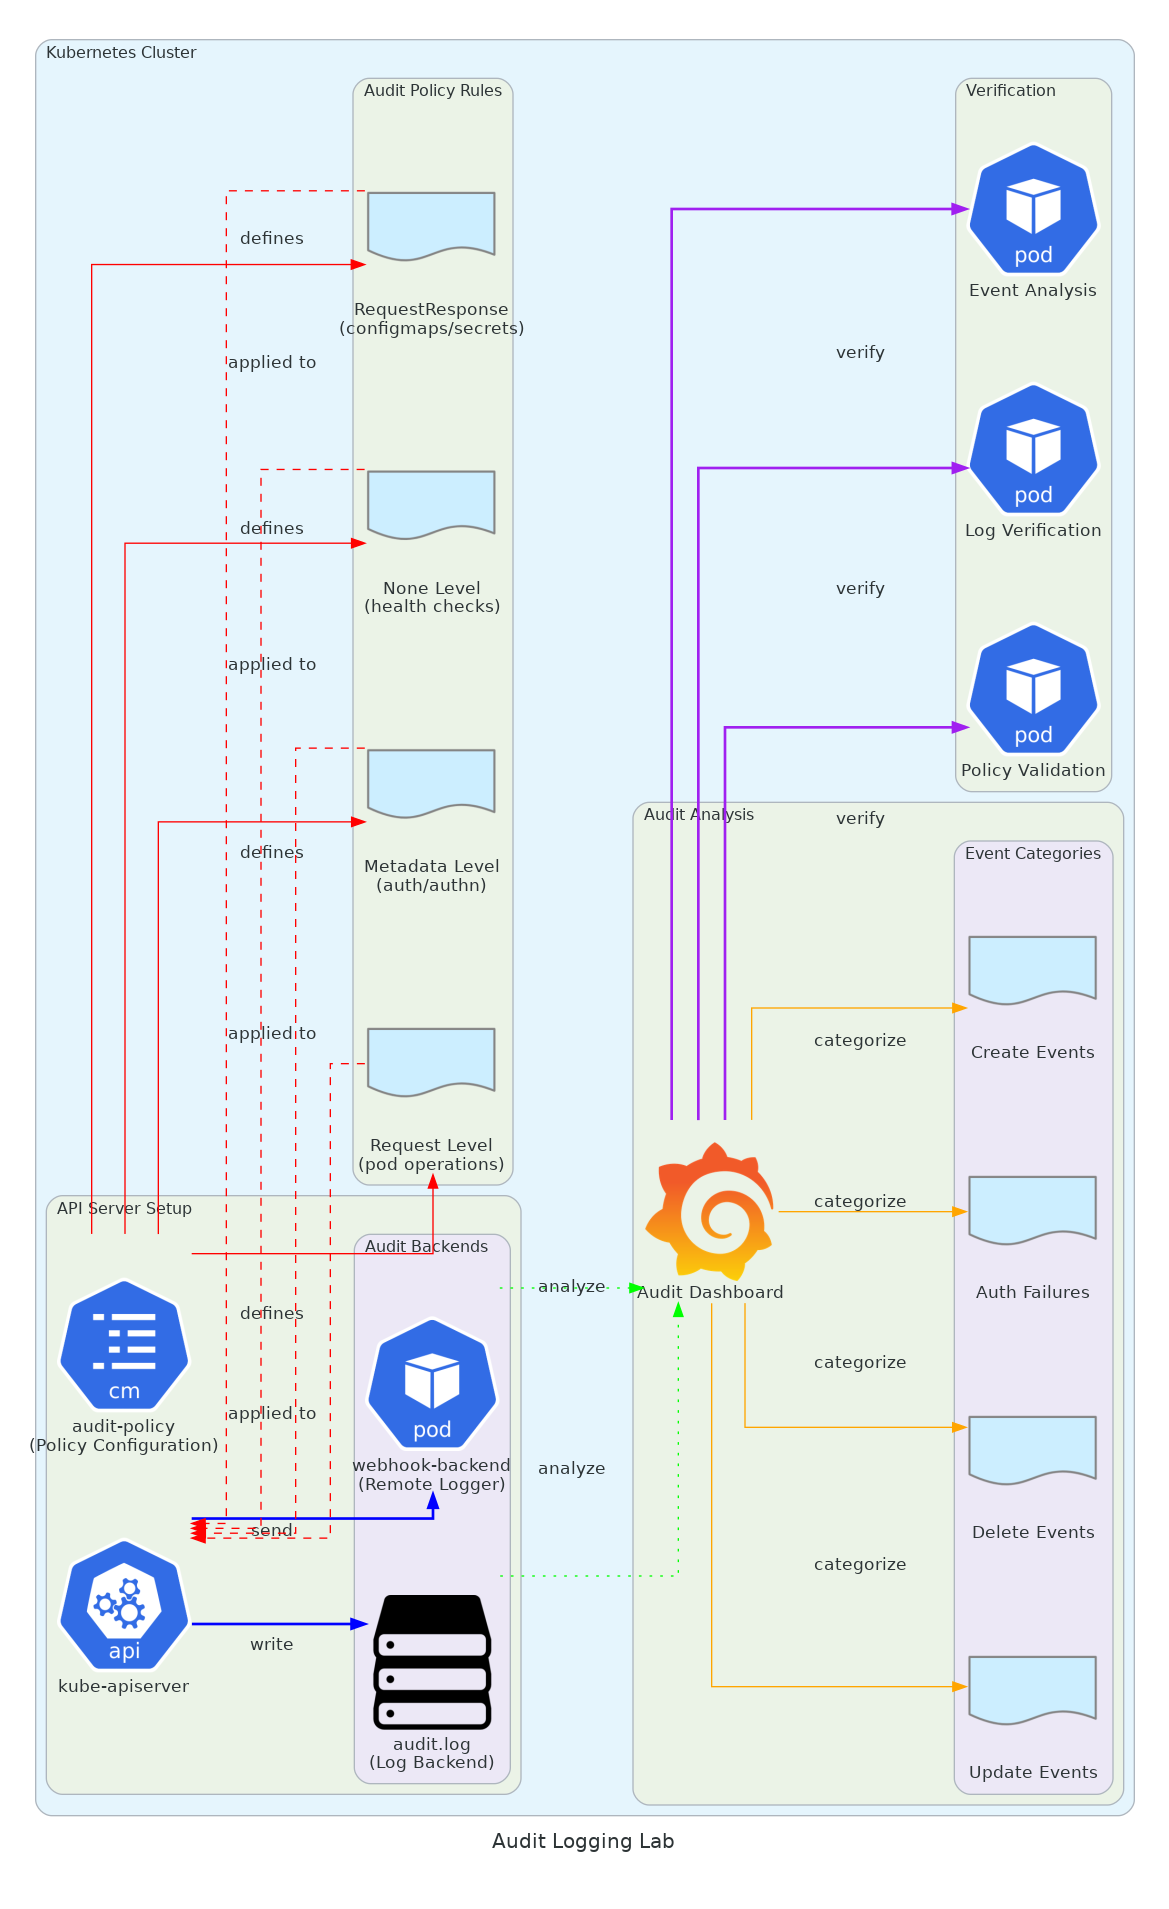 Kubernetes Cluster
Audit Policy Rules
Verification
defines
pod
Event Analysis
RequestResponse
(configmaps/secrets)
applied to
verify
pod
Log Verification
defines
None Level
(health checks)
verify
applied to
pod
Policy Validation
Audit Analysis
verify
defines
Event Categories
Metadata Level
(auth/authn)
applied to
categorize
Create Events
Request Level
(pod operations)
API Server Setup
categorize
Audit Backends
analyze
Audit Dashboard
Auth Failures
defines
categorize
cm
audit-policy
(Policy Configuration)
applied to
pod
webhook-backend
(Remote Logger)
analyze
send
Delete Events
categorize
write
api
kube-apiserver
audit.log
(Log Backend)
Update Events
Audit Logging Lab